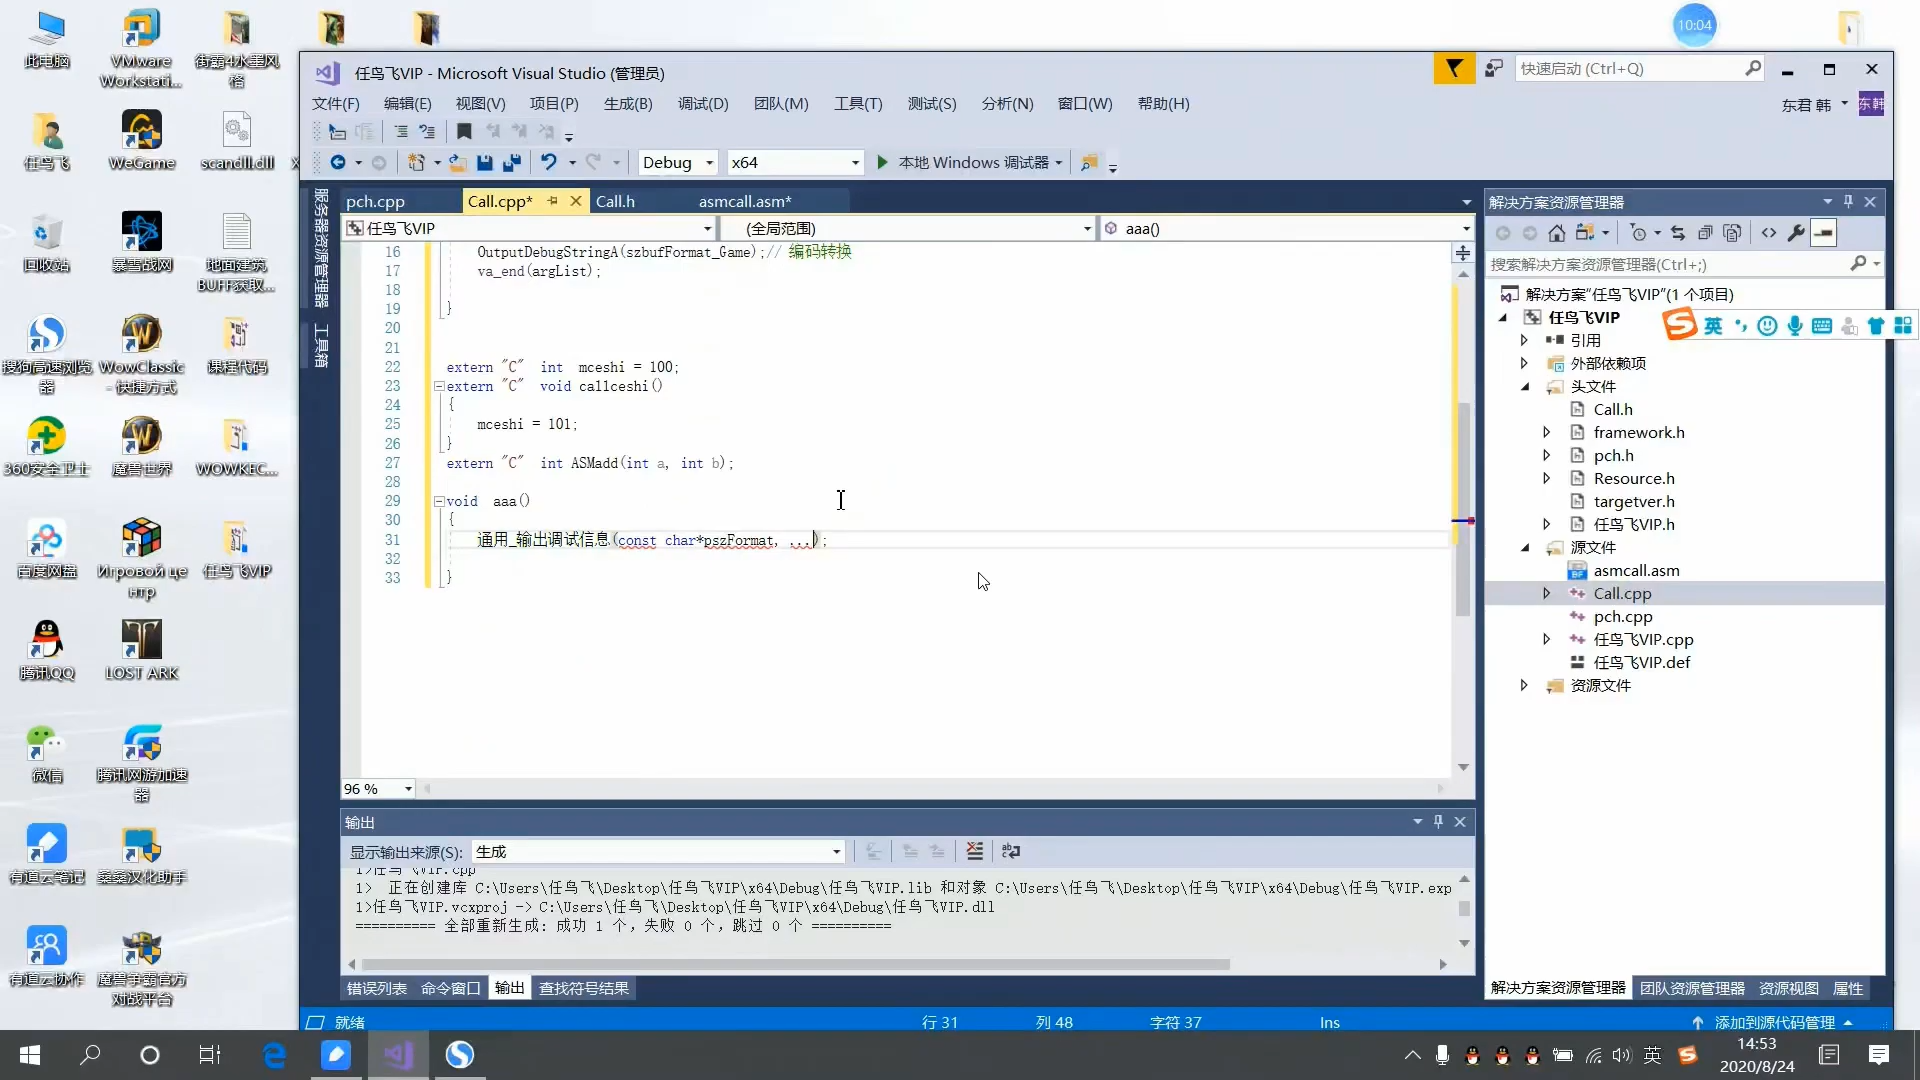 10:04
此电脑
VMware Workstati...
街霸4水墨风格
任鸟飞
WeGame
scandll.dll
回收站
暴雪战网
地面建筑BUFF获取...
搜狗高速浏览器
WowClassic - 快捷方式
课程代码
360安全卫士
魔兽世界
WOWKEC...
百度网盘
Игровой центр
任鸟飞VIP
腾讯QQ
LOST ARK
微信
腾讯网游加速器
有道云笔记
有道云协作
魔兽争霸官方对战平台
任鸟飞VIP - Microsoft Visual Studio (管理员)
快速启动 (Ctrl+Q)
文件(F) 编辑(E) 视图(V) 项目(P) 生成(B) 调试(D) 团队(M) 工具(T) 测试(S) 分析(N) 窗口(W) 帮助(H)
东君 韩
东韩
Debug x64 本地 Windows 调试器
服务器资源管理器
工具箱
pch.cpp Call.cpp* Call.h asmcall.asm*
任鸟飞VIP (全局范围) aaa()
16 OutputDebugStringA(szbufFormat_Game);// 编码转换
17 va_end(argList);
18
19 }
20
21
22 extern "C" int mceshi = 100;
23 extern "C" void callceshi()
24 {
25 mceshi = 101;
26 }
27 extern "C" int ASMadd(int a, int b);
28
29 void aaa()
30 {
31 通用_输出调试信息(const char*pszFormat, ...);
32
33 }
96 %
输出
显示输出来源(S): 生成
1>任鸟飞VIP.cpp
1> 正在创建库 C:\Users\任鸟飞\Desktop\任鸟飞VIP\x64\Debug\任鸟飞VIP.lib 和对象 C:\Users\任鸟飞\Desktop\任鸟飞VIP\x64\Debug\任鸟飞VIP.exp
1>任鸟飞VIP.vcxproj -> C:\Users\任鸟飞\Desktop\任鸟飞VIP\x64\Debug\任鸟飞VIP.dll
========== 全部重新生成: 成功 1 个，失败 0 个，跳过 0 个 ==========
错误列表 命令窗口 输出 查找符号结果
解决方案资源管理器
搜索解决方案资源管理器(Ctrl+;)
解决方案"任鸟飞VIP"(1 个项目)
任鸟飞VIP
引用
外部依赖项
头文件
Call.h
framework.h
pch.h
Resource.h
targetver.h
任鸟飞VIP.h
源文件
asmcall.asm
Call.cpp
pch.cpp
任鸟飞VIP.cpp
任鸟飞VIP.def
资源文件
英
解决方案资源管理器 团队资源管理器 资源视图 属性
就绪 行 31 列 48 字符 37 Ins 添加到源代码管理
英
14:53
2020/8/24